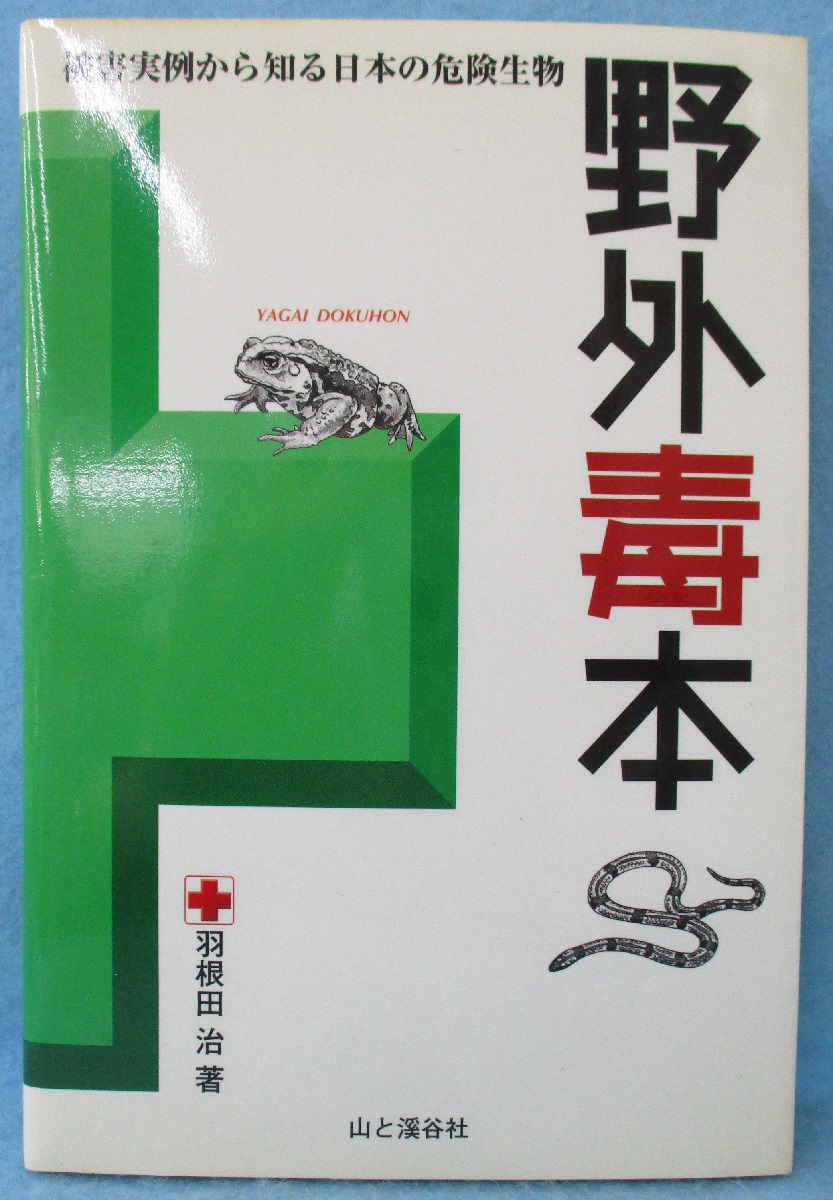 被害実例から知る日本の危険生物
野外毒本
YAGAI DOKUHON
羽根田 治 著
山と溪谷社